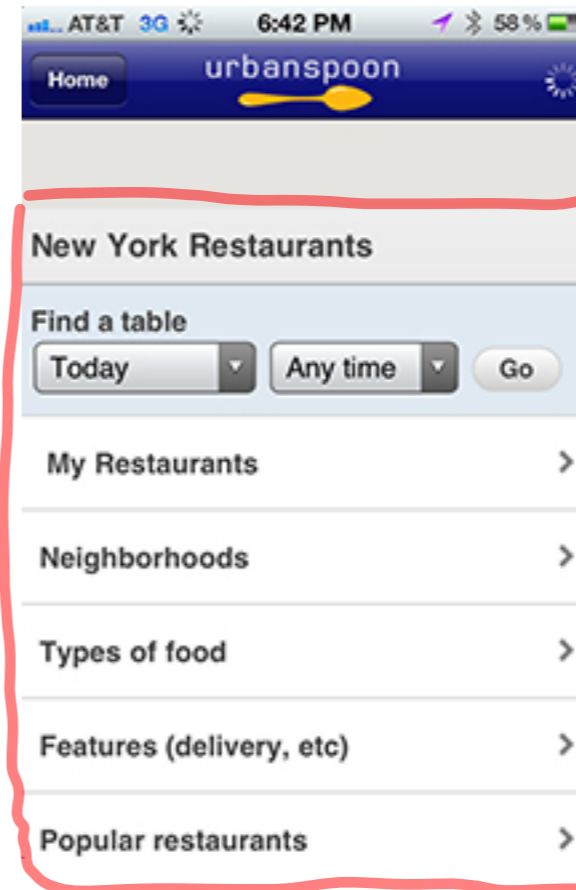 AT&T 3G 6:42 PM 58%
Home urbanspoon
New York Restaurants
Find a table
Today Any time Go
My Restaurants
Neighborhoods
Types of food
Features (delivery, etc)
Popular restaurants